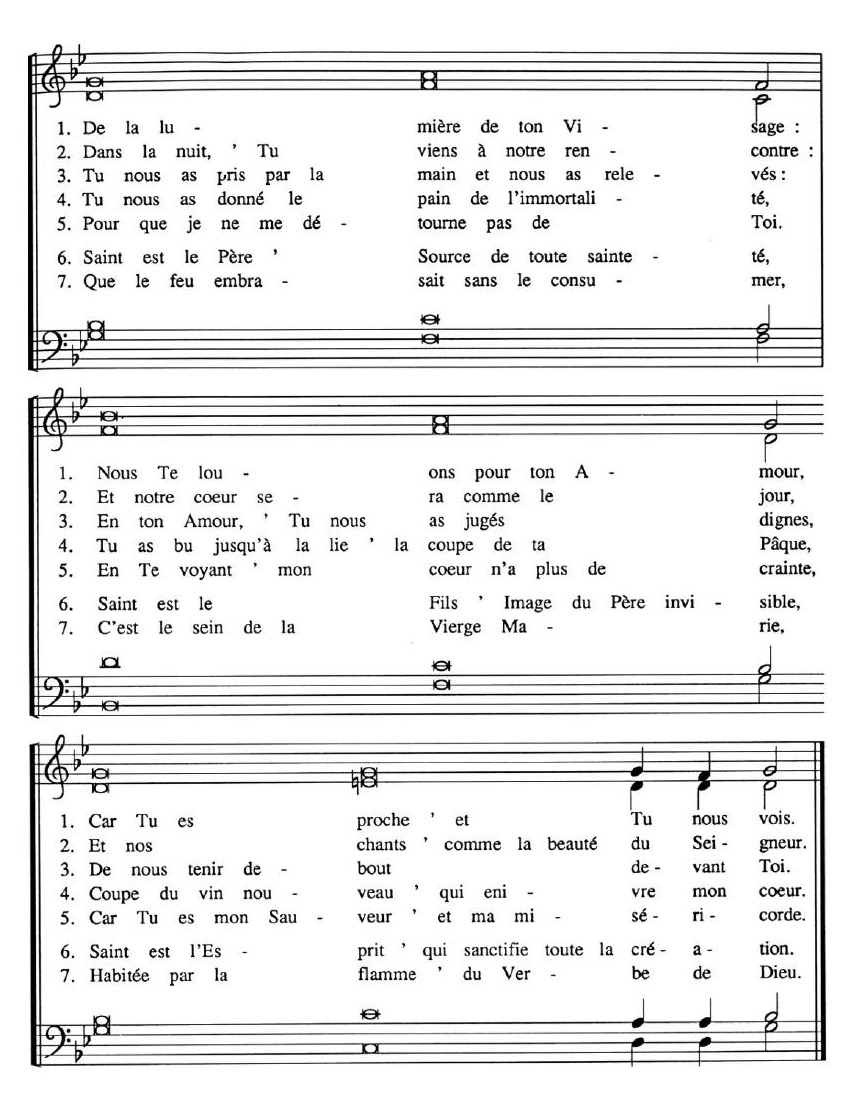 1. De la lu - mière de ton Vi - sage :
2. Dans la nuit, ’ Tu viens à notre ren - contre :
3. Tu nous as pris par la main et nous as rele - vés :
4. Tu nous as donné le pain de l’immortali - té,
5. Pour que je ne me dé - tourne pas de Toi.
6. Saint est le Père ’ Source de toute sainte - té,
7. Que le feu embra - sait sans le consu - mer,
1. Nous Te lou - ons pour ton A - mour,
2. Et notre coeur se - ra comme le jour,
3. En ton Amour, ’ Tu nous as jugés dignes,
4. Tu as bu jusqu’à la lie ’ la coupe de ta Pâque,
5. En Te voyant ’ mon coeur n’a plus de crainte,
6. Saint est le Fils ’ Image du Père invi - sible,
7. C’est le sein de la Vierge Ma - rie,
1. Car Tu es proche ’ et Tu nous vois.
2. Et nos chants ’ comme la beauté du Sei - gneur.
3. De nous tenir de - bout de - vant Toi.
4. Coupe du vin nou - veau ’ qui eni - vre mon coeur.
5. Car Tu es mon Sau - veur ’ et ma mi - sé - ri - corde.
6. Saint est l’Es - prit ’ qui sanctifie toute la cré - a - tion.
7. Habitée par la flamme ’ du Ver - be de Dieu.